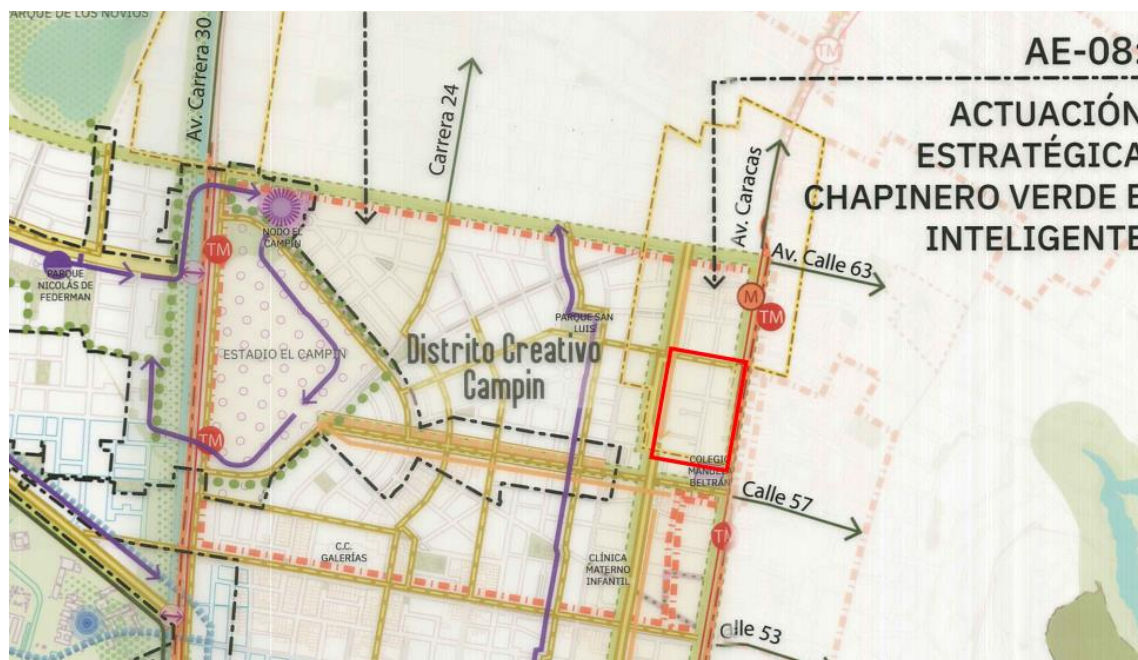 PARQUE DE LOS NOVIOS
Av. Carrera 30
Carrera 24
TM
AE-08:
ACTUACIÓN
ESTRATÉGICA
CHAPINERO VERDE E
INTELIGENTE
Av. Caracas
Av. Calle 63
NODO EL
CAMPÍN
TM
PARQUE
NICOLÁS DE
FEDERMAN
M
TM
PARQUE SAN
LUIS
ESTADIO EL CAMPÍN
Distrito Creativo
Campin
TM
COLEGIO
MANUELA
BELTRÁN
Calle 57
TM
C.C.
GALERÍAS
CLÍNICA
MATERNO
INFANTIL
Calle 53